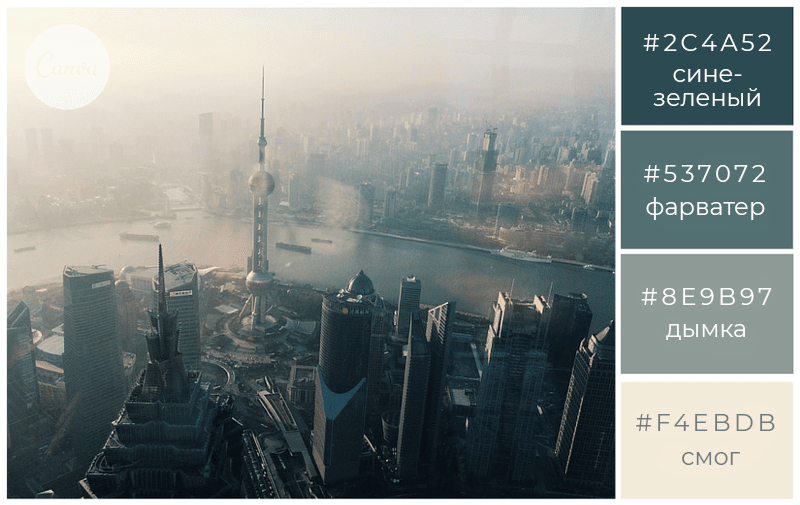 Canva
#2C4A52
сине-
зеленый
#537072
фарватер
#8E9B97
дымка
#F4EBDB
смог